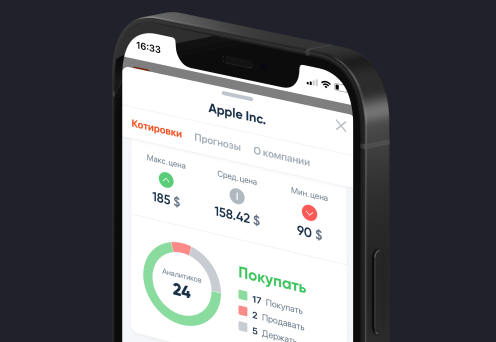 16:33
Apple Inc.
Котировки Прогнозы О компании
Макс. цена Сред. цена Мин. цена
185 $ 158.42 $ 90 $
Аналитиков
24
Покупать
17 Покупать
2 Продавать
5 Держать